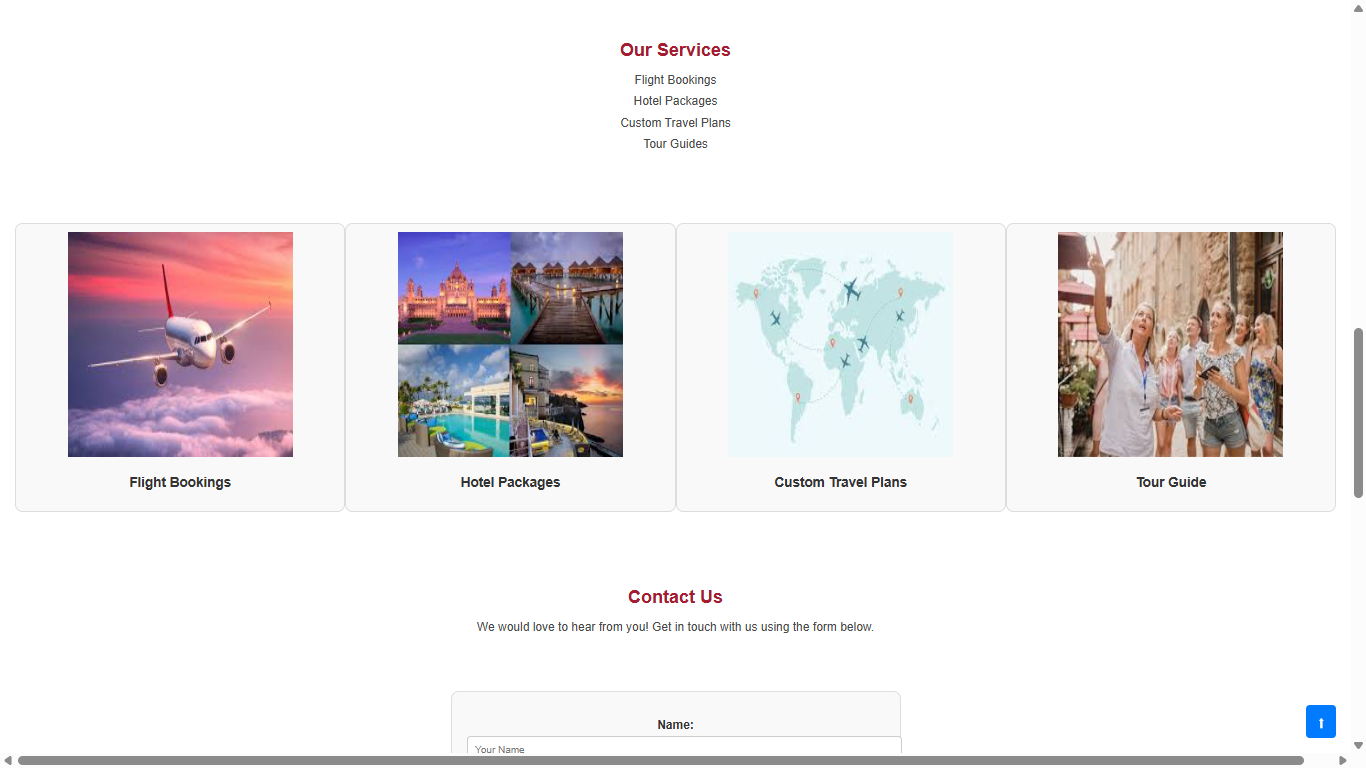 Our Services
Flight Bookings
Hotel Packages
Custom Travel Plans
Tour Guides
Flight Bookings
Hotel Packages
Custom Travel Plans
Tour Guide
Contact Us
We would love to hear from you! Get in touch with us using the form below.
Name:
Your Name